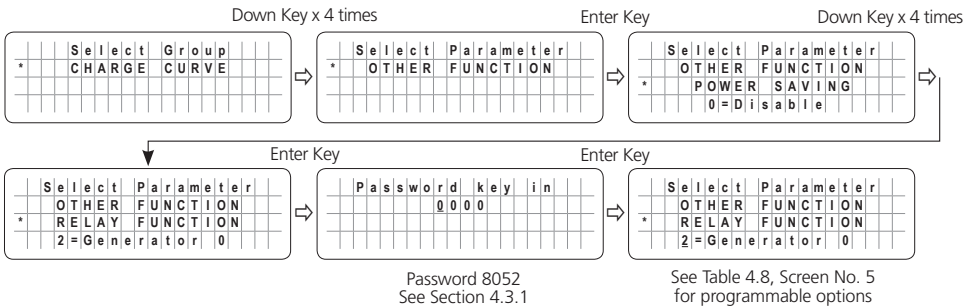 Down Key x 4 times
Enter Key
Down Key x 4 times
Select Group
* CHARGE CURVE
Select Parameter
* OTHER FUNCTION
Select Parameter
OTHER FUNCTION
* POWER SAVING
0=Disable
Enter Key
Enter Key
Select Parameter
OTHER FUNCTION
* RELAY FUNCTION
2=Generator 0
Password key in
0000
Select Parameter
OTHER FUNCTION
* RELAY FUNCTION
2=Generator 0
Password 8052
See Section 4.3.1
See Table 4.8, Screen No. 5
for programmable options